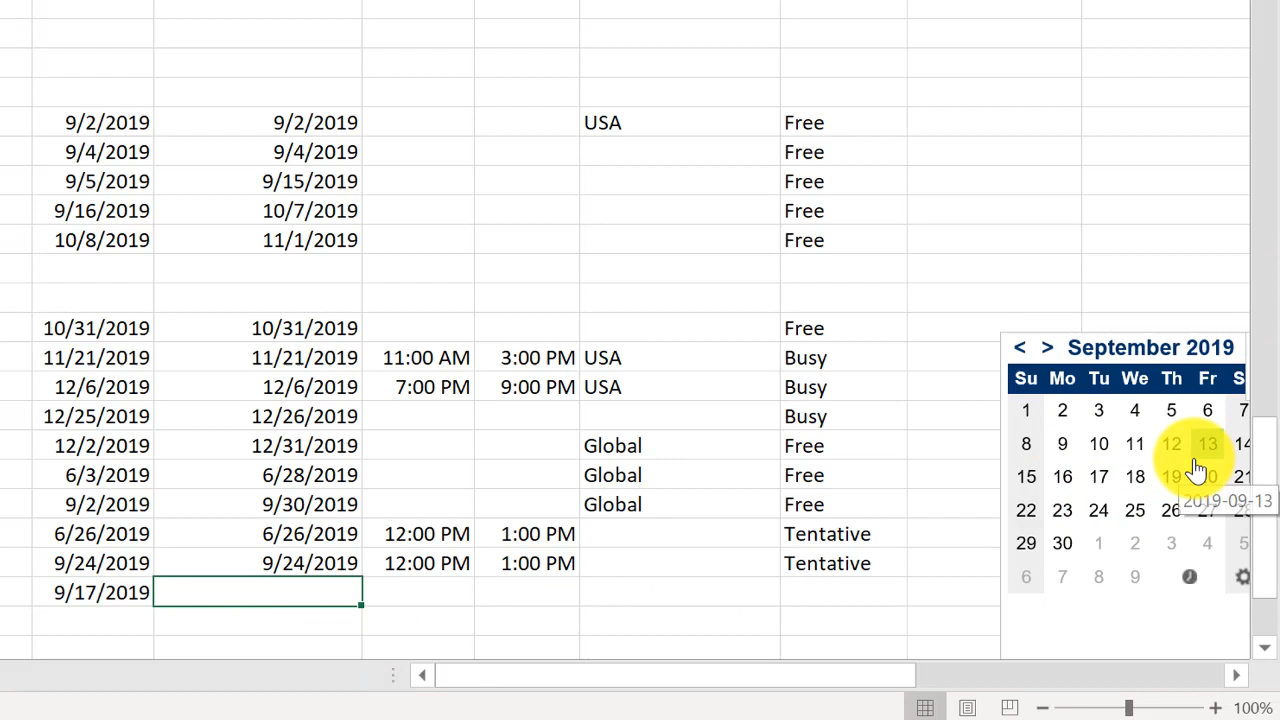 9/2/2019 9/2/2019 USA Free
9/4/2019 9/4/2019 Free
9/5/2019 9/15/2019 Free
9/16/2019 10/7/2019 Free
10/8/2019 11/1/2019 Free
10/31/2019 10/31/2019 Free
11/21/2019 11/21/2019 11:00 AM 3:00 PM USA Busy
12/6/2019 12/6/2019 7:00 PM 9:00 PM USA Busy
12/25/2019 12/26/2019 Busy
12/2/2019 12/31/2019 Global Free
6/3/2019 6/28/2019 Global Free
9/2/2019 9/30/2019 Global Free
6/26/2019 6/26/2019 12:00 PM 1:00 PM Tentative
9/24/2019 9/24/2019 12:00 PM 1:00 PM Tentative
9/17/2019
< > September 2019
Su Mo Tu We Th Fr S
1 2 3 4 5 6 7
8 9 10 11 12 13 14
15 16 17 18 19 20 21
2019-09-13
22 23 24 25 26 27 28
29 30 1 2 3 4 5
6 7 8 9
100%